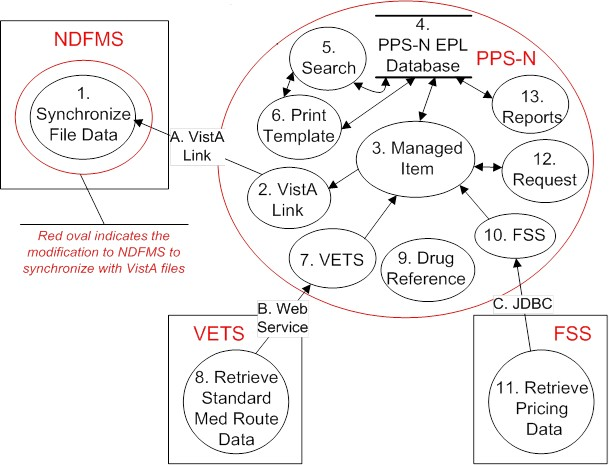 NDFMS
1.
Synchronize
File Data
A. VistA
Link
Red oval indicates the
modification to NDFMS to
synchronize with VistA files
PPS-N
4.
PPS-N EPL
Database
5.
Search
6. Print
Template
13.
Reports
3. Managed
Item
12.
Request
2. VistA
Link
10. FSS
7. VETS
9. Drug
Reference
B. Web
Service
C. JDBC
VETS
8. Retrieve
Standard
Med Route
Data
FSS
11. Retrieve
Pricing
Data